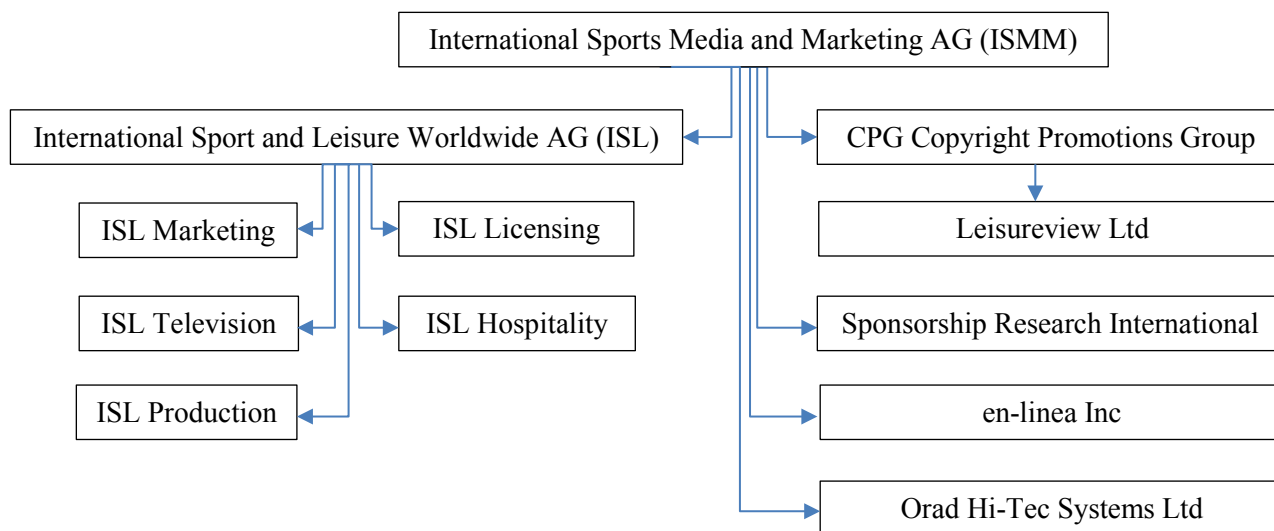 International Sports Media and Marketing AG (ISMM)
International Sport and Leisure Worldwide AG (ISL)
CPG Copyright Promotions Group
ISL Marketing
ISL Licensing
Leisureview Ltd
ISL Television
ISL Hospitality
Sponsorship Research International
ISL Production
en-linea Inc
Orad Hi-Tec Systems Ltd